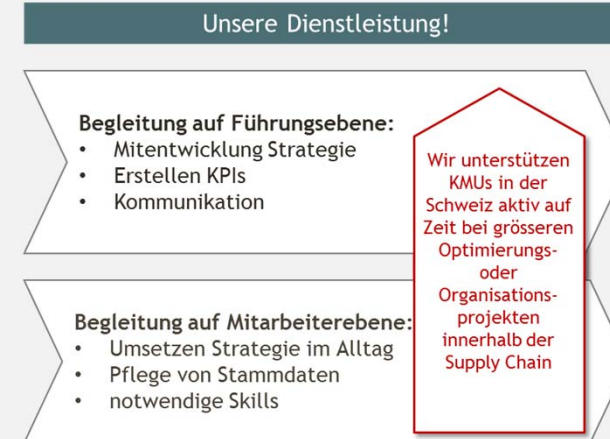 Unsere Dienstleistung!
Begleitung auf Führungsebene:
• Mitentwicklung Strategie
• Erstellen KPIs
• Kommunikation
Wir unterstützen
KMUs in der
Schweiz aktiv auf
Zeit bei grösseren
Optimierungs-
oder
Organisations-
projekten
innerhalb der
Supply Chain
Begleitung auf Mitarbeiterebene:
• Umsetzen Strategie im Alltag
• Pflege von Stammdaten
• notwendige Skills